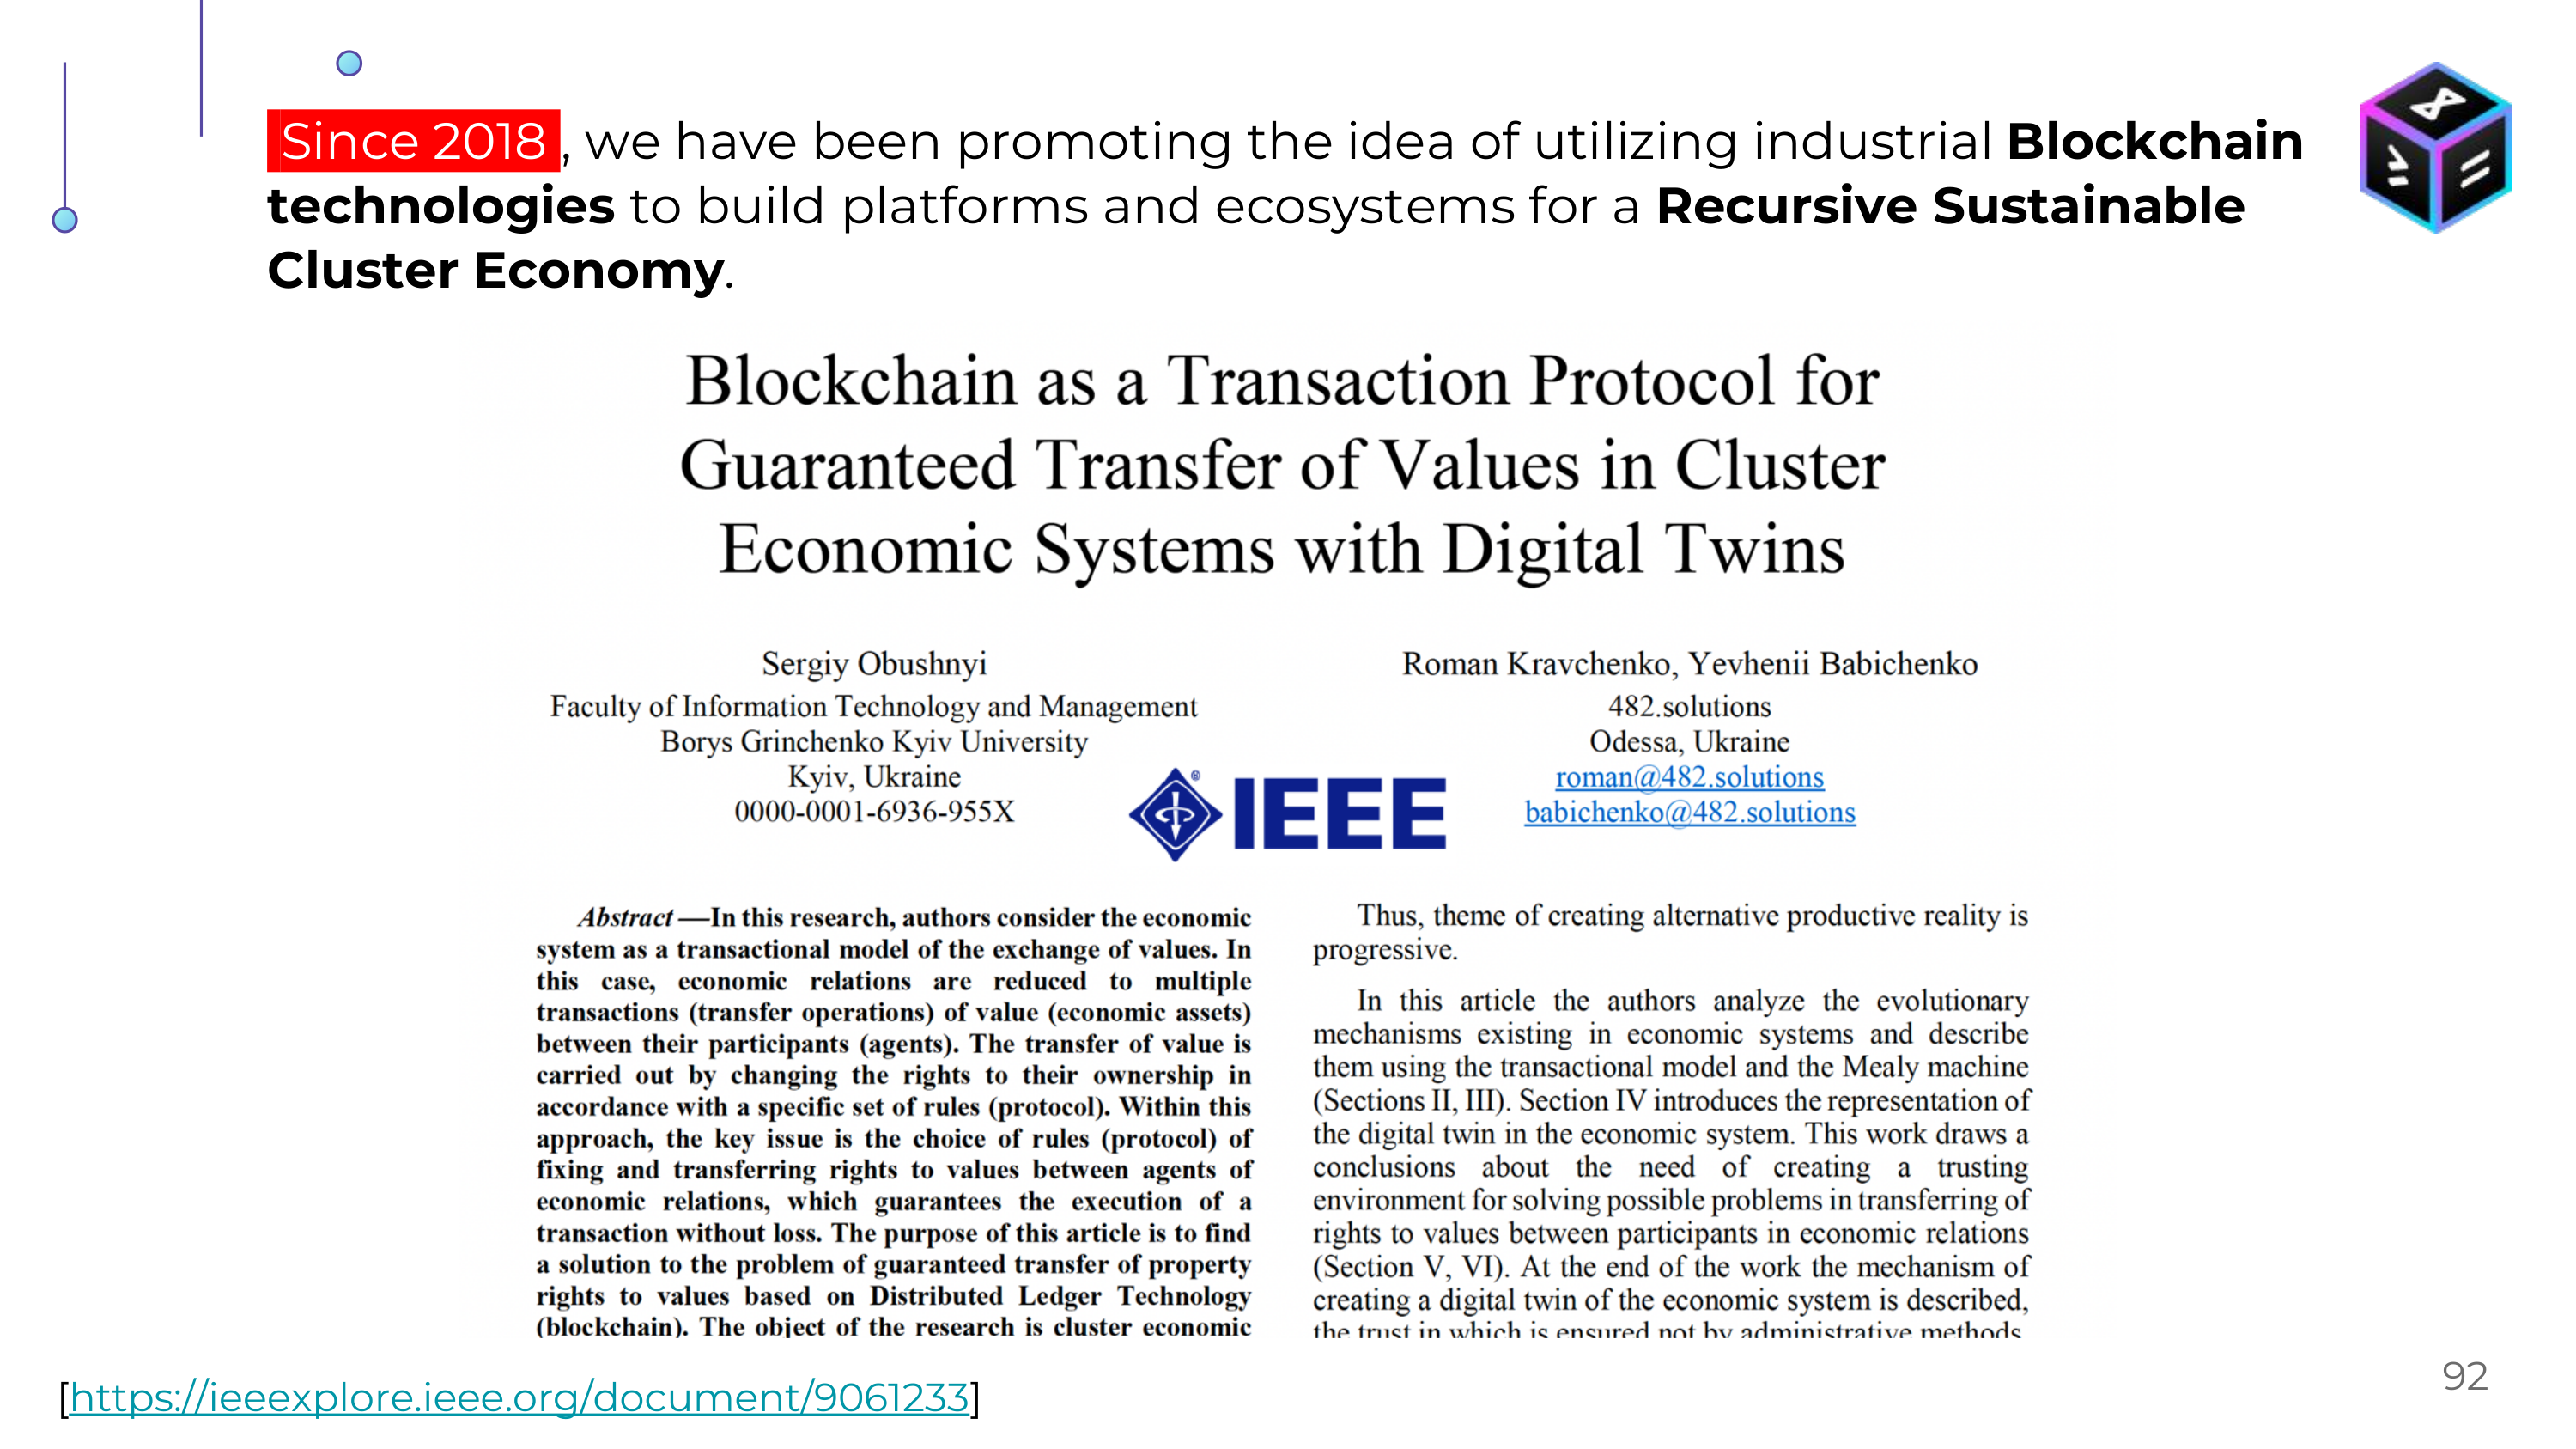 Since 2018 , we have been promoting the idea of utilizing industrial Blockchain
technologies to build platforms and ecosystems for a Recursive Sustainable
Cluster Economy.
Blockchain as a Transaction Protocol for
Guaranteed Transfer of Values in Cluster
Economic Systems with Digital Twins
Sergiy Obushnyi
Faculty of Information Technology and Management
Borys Grinchenko Kyiv University
Kyiv, Ukraine
0000-0001-6936-955X
Roman Kravchenko, Yevhenii Babichenko
482.solutions
Odessa, Ukraine
roman@482.solutions
babichenko@482.solutions
®IEEE
Abstract —In this research, authors consider the economic
system as a transactional model of the exchange of values. In
this case, economic relations are reduced to multiple
transactions (transfer operations) of value (economic assets)
between their participants (agents). The transfer of value is
carried out by changing the rights to their ownership in
accordance with a specific set of rules (protocol). Within this
approach, the key issue is the choice of rules (protocol) of
fixing and transferring rights to values between agents of
economic relations, which guarantees the execution of a
transaction without loss. The purpose of this article is to find
a solution to the problem of guaranteed transfer of property
rights to values based on Distributed Ledger Technology
(blockchain). The object of the research is cluster economic
Thus, theme of creating alternative productive reality is
progressive.
In this article the authors analyze the evolutionary
mechanisms existing in economic systems and describe
them using the transactional model and the Mealy machine
(Sections II, III). Section IV introduces the representation of
the digital twin in the economic system. This work draws a
conclusions about the need of creating a trusting
environment for solving possible problems in transferring of
rights to values between participants in economic relations
(Section V, VI). At the end of the work the mechanism of
creating a digital twin of the economic system is described,
the trust in which is ensured not by administrative methods,
[https://ieeexplore.ieee.org/document/9061233]
92